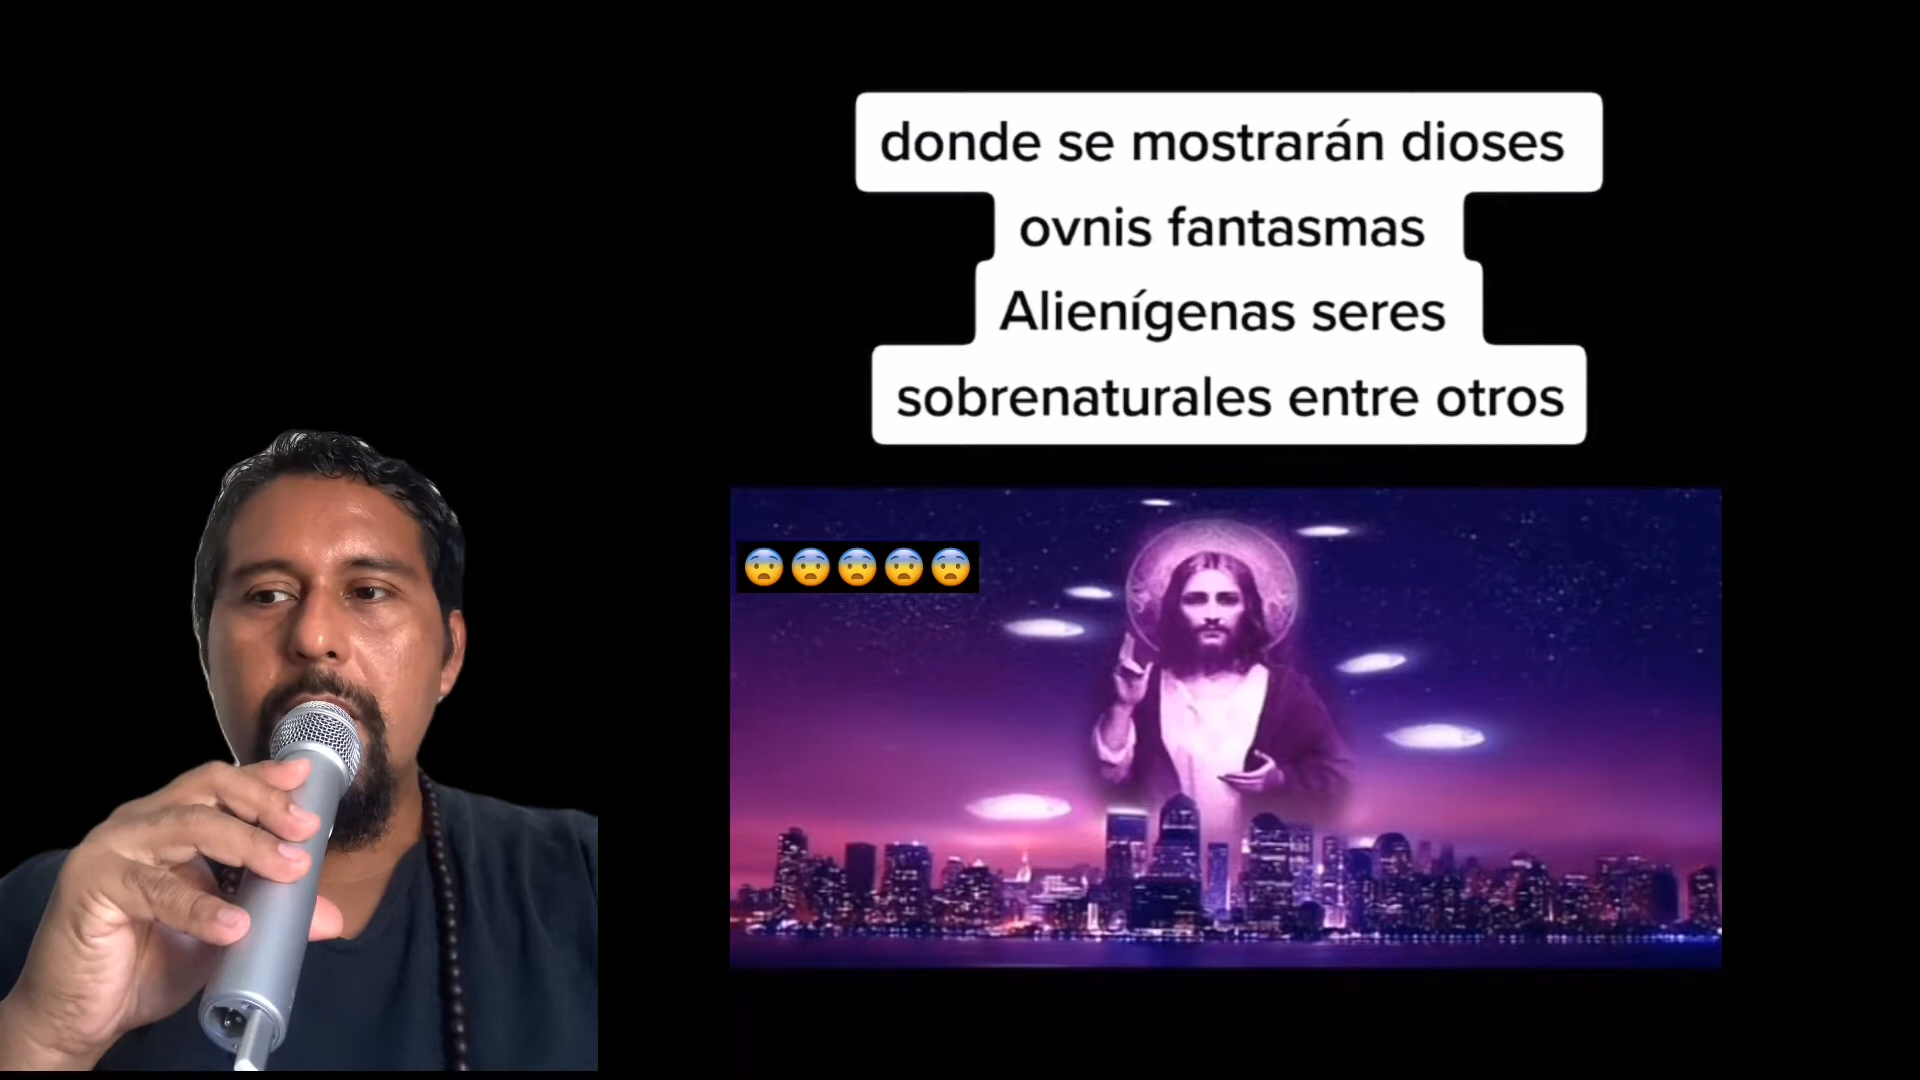 donde se mostrarán dioses
ovnis fantasmas
Alienígenas seres
sobrenaturales entre otros
😨😨😨😨😨